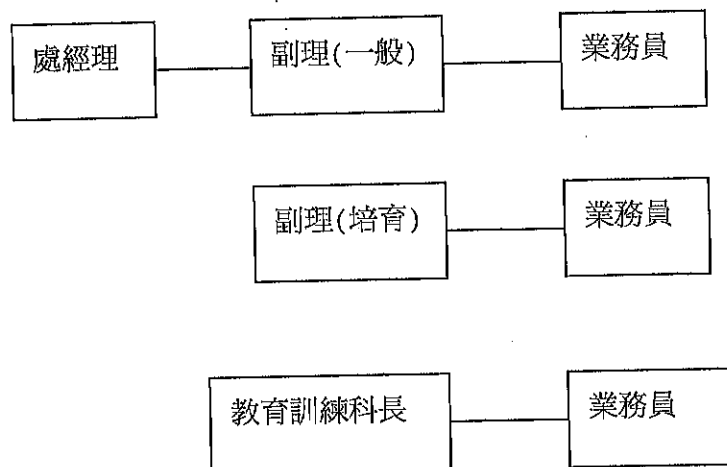 處經理 副理(一般) 業務員
副理(培育) 業務員
教育訓練科長 業務員